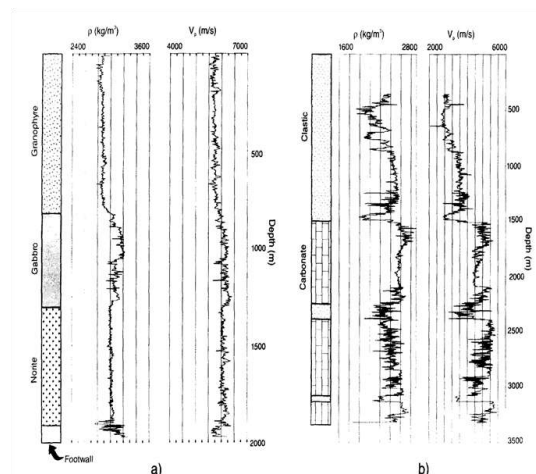 ρ (kg/m³) Vₚ (m/s)
2400 3600 4000 7000
Granophyre
Gabbro
Norite
500
1000
1500
2000
Depth (m)
Footwall
a)
ρ (kg/m³) Vₚ (m/s)
1600 2800 2000 6000
Clastic
Carbonate
500
1000
1500
2000
2500
3000
3500
Depth (m)
b)